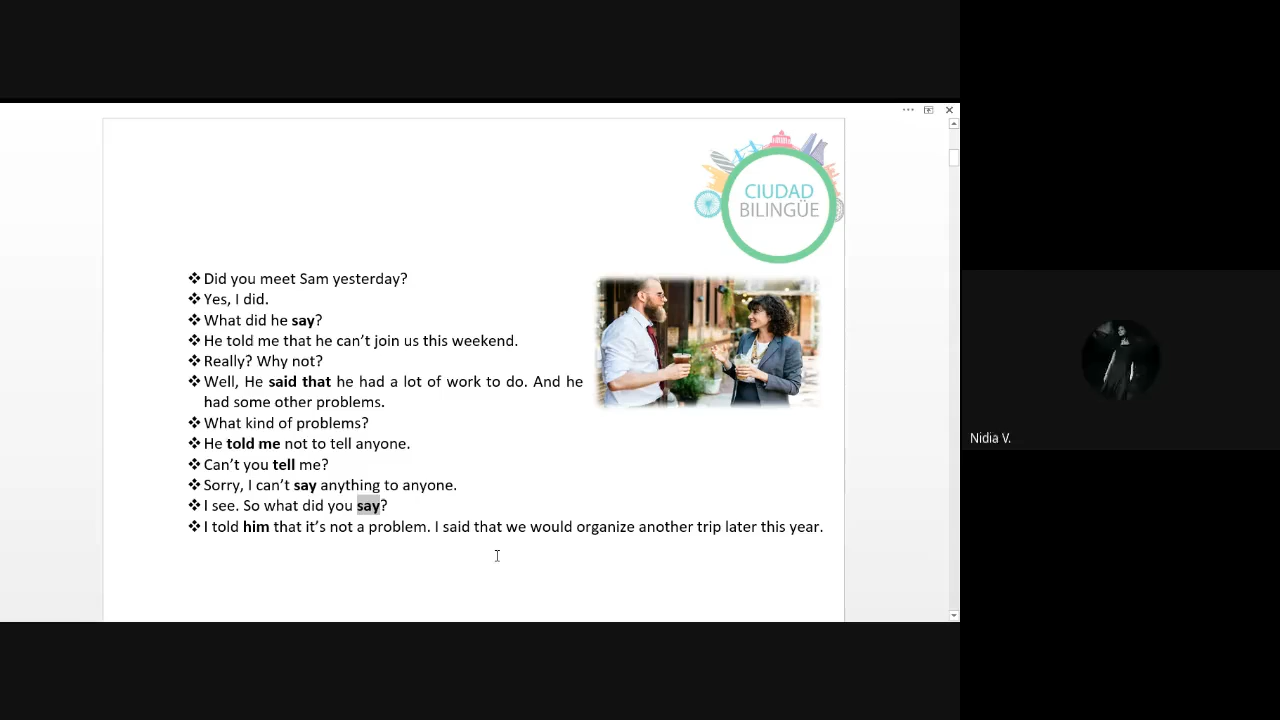 CIUDAD
BILINGÜE
❖ Did you meet Sam yesterday?
❖ Yes, I did.
❖ What did he say?
❖ He told me that he can’t join us this weekend.
❖ Really? Why not?
❖ Well, He said that he had a lot of work to do. And he
had some other problems.
❖ What kind of problems?
❖ He told me not to tell anyone.
❖ Can’t you tell me?
❖ Sorry, I can’t say anything to anyone.
❖ I see. So what did you say?
❖ I told him that it’s not a problem. I said that we would organize another trip later this year.
Nidia V.